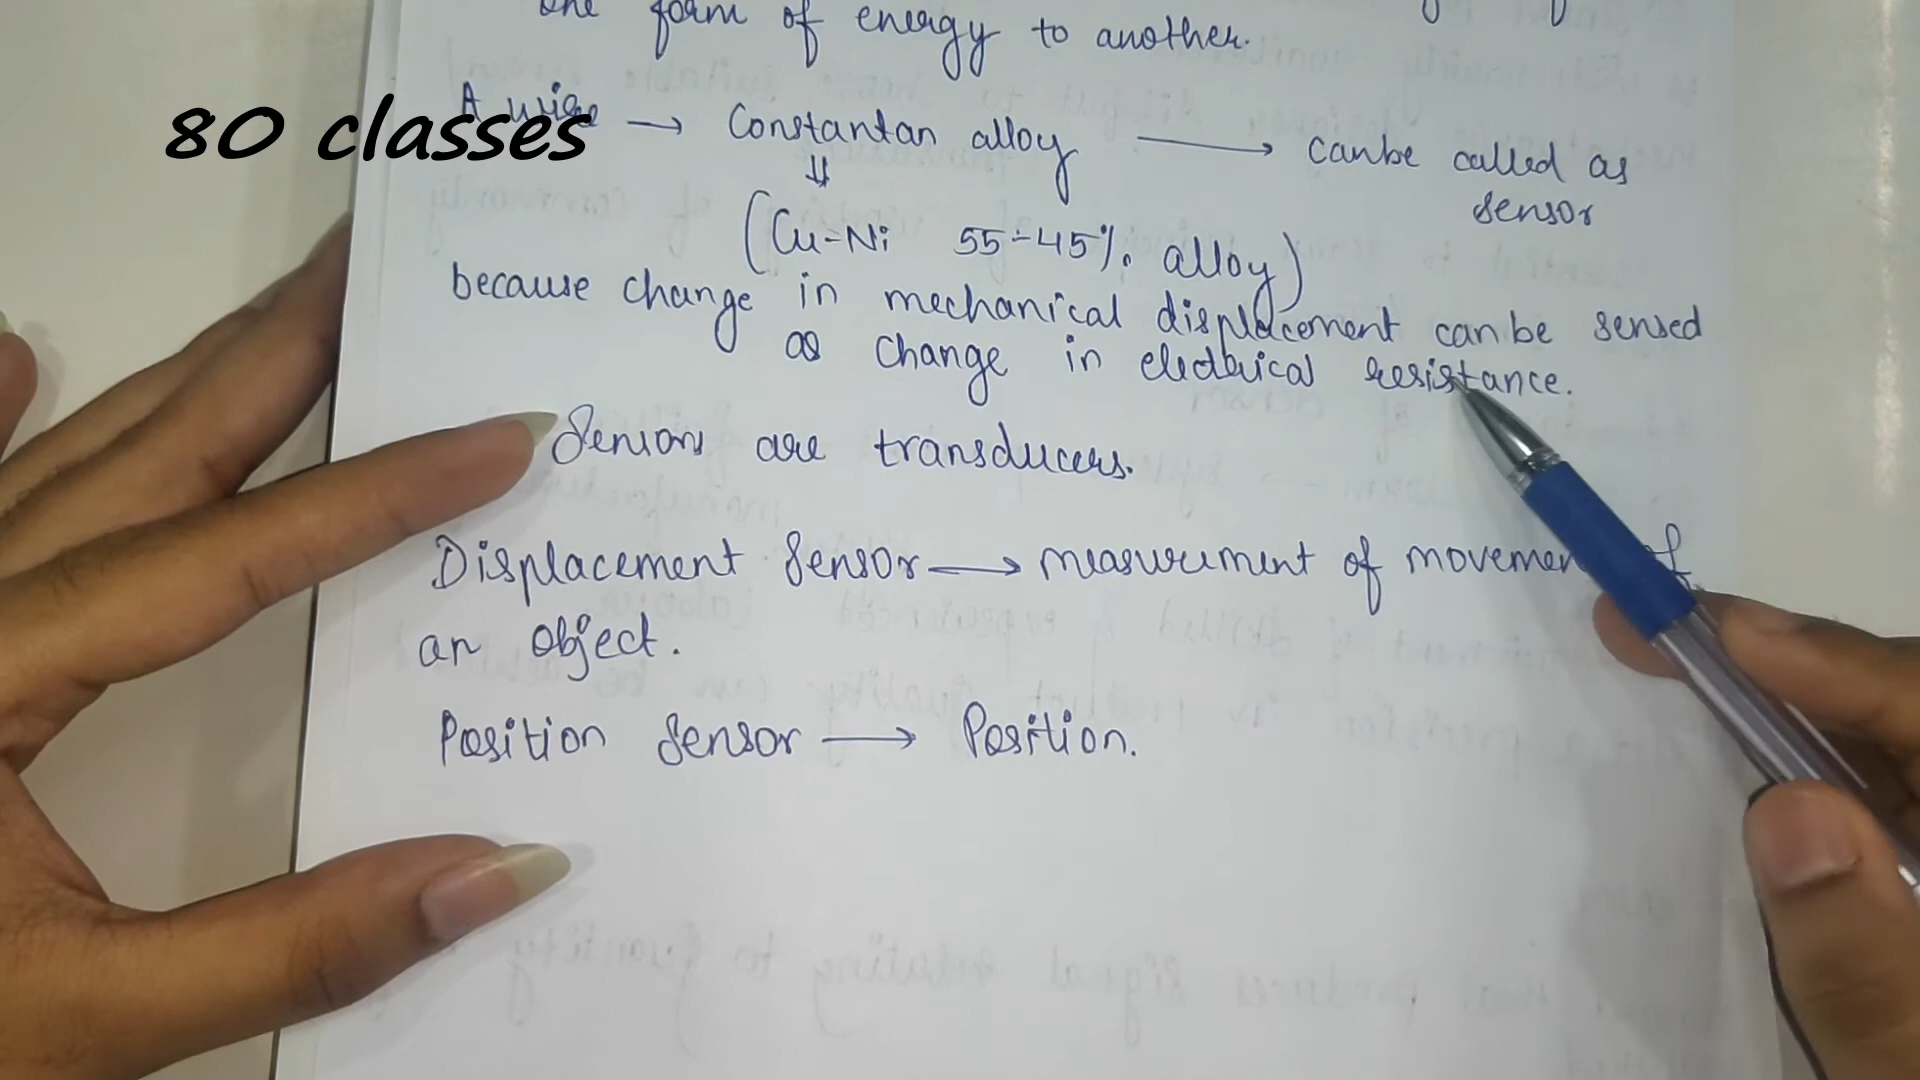 one form of energy to another.
A wire → Constantan alloy → can be called as
80 classes
⇓
sensor
(Cu-Ni 55-45% alloy)
because change in mechanical displacement can be sensed
as change in electrical resistance.
Sensors are transducers.
Displacement Sensor → measurement of movement of
an object.
Position Sensor → Position.